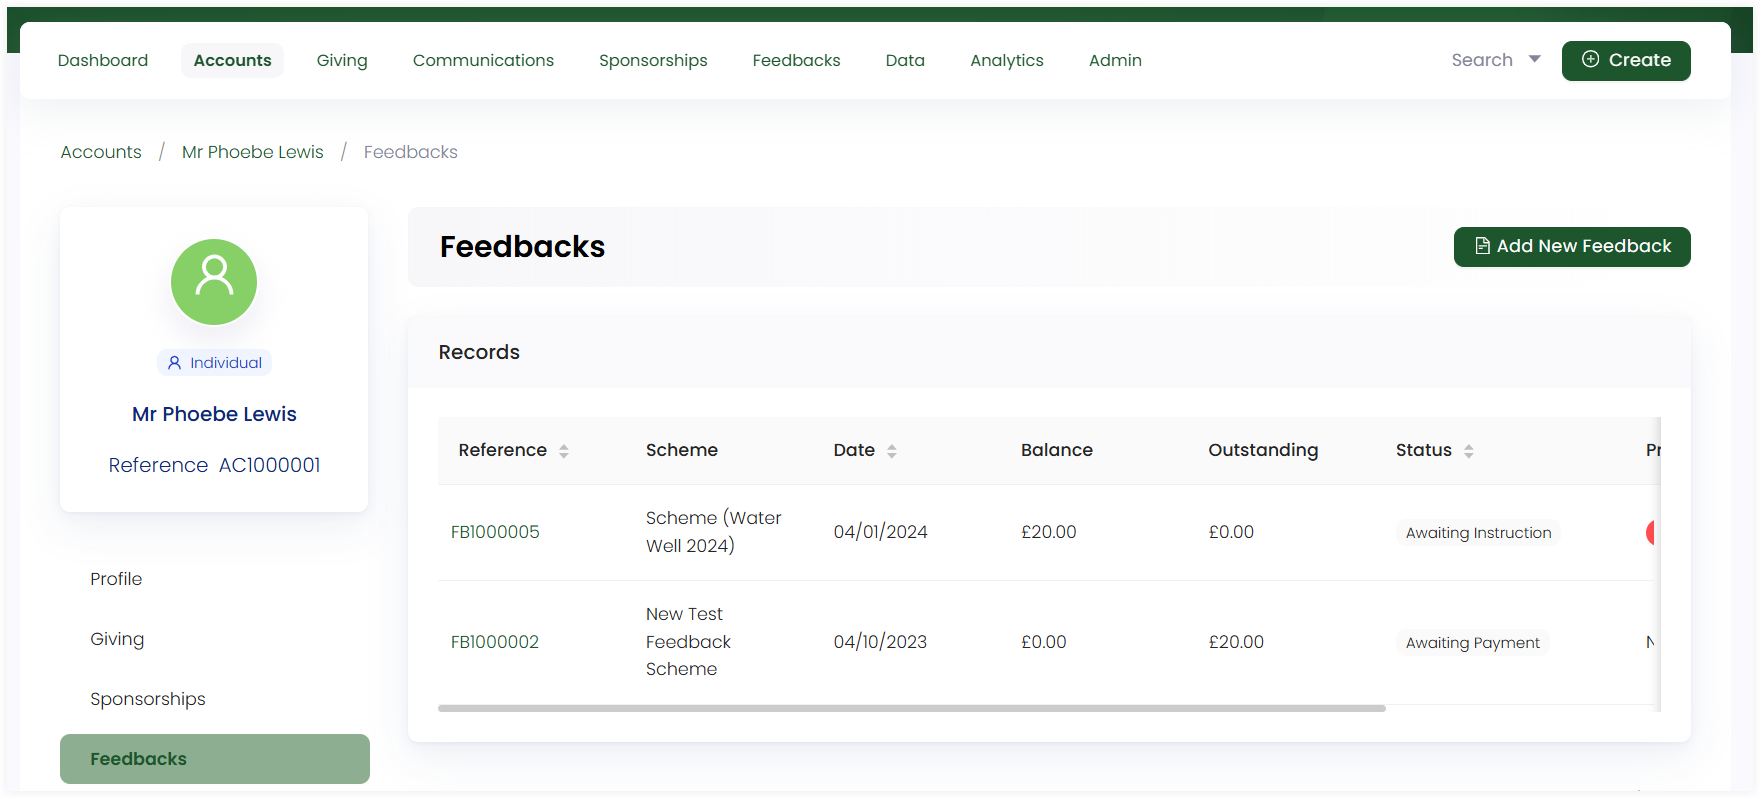 Dashboard Accounts Giving Communications Sponsorships Feedbacks Data Analytics Admin Search Create
Accounts / Mr Phoebe Lewis / Feedbacks
Individual
Mr Phoebe Lewis
Reference AC1000001
Profile
Giving
Sponsorships
Feedbacks
Feedbacks
Add New Feedback
Records
Reference Scheme Date Balance Outstanding Status
FB1000005 Scheme (Water Well 2024) 04/01/2024 £20.00 £0.00 Awaiting Instruction
FB1000002 New Test Feedback Scheme 04/10/2023 £0.00 £20.00 Awaiting Payment